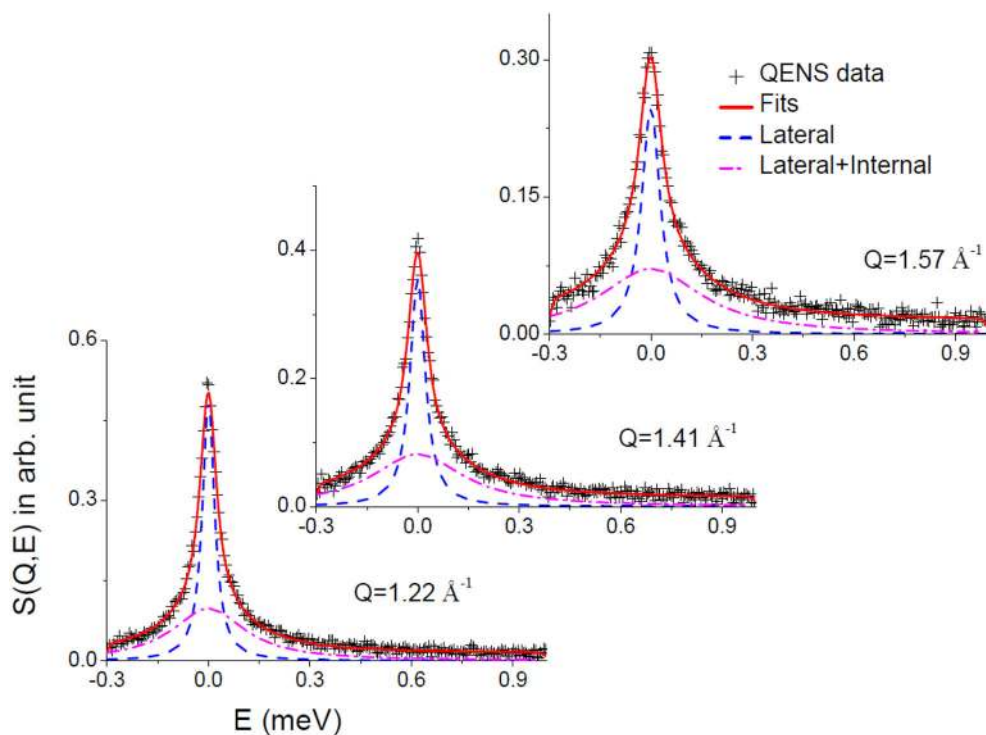 0.30
0.15
0.00
-0.3
0.0
0.3
0.6
0.9
QENS data
Fits
Lateral
Lateral+Internal
Q=1.57 Å-1
0.4
0.2
0.0
-0.3
0.0
0.3
0.6
0.9
Q=1.41 Å-1
0.6
0.3
0.0
-0.3
0.0
0.3
0.6
0.9
Q=1.22 Å-1
S(Q,E) in arb. unit
E (meV)